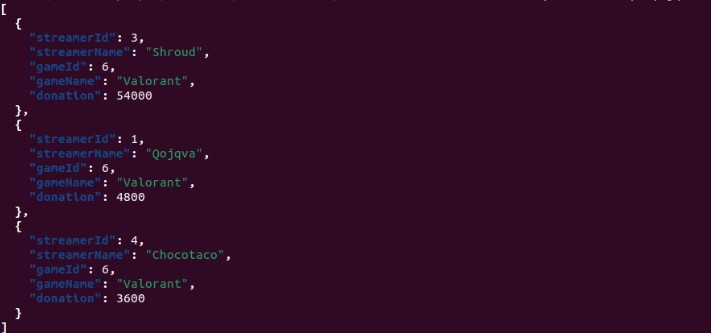 [
  {
    "streamerId": 3,
    "streamerName": "Shroud",
    "gameId": 6,
    "gameName": "Valorant",
    "donation": 54000
  },
  {
    "streamerId": 1,
    "streamerName": "Qojqva",
    "gameId": 6,
    "gameName": "Valorant",
    "donation": 4800
  },
  {
    "streamerId": 4,
    "streamerName": "Chocotaco",
    "gameId": 6,
    "gameName": "Valorant",
    "donation": 3600
  }
]